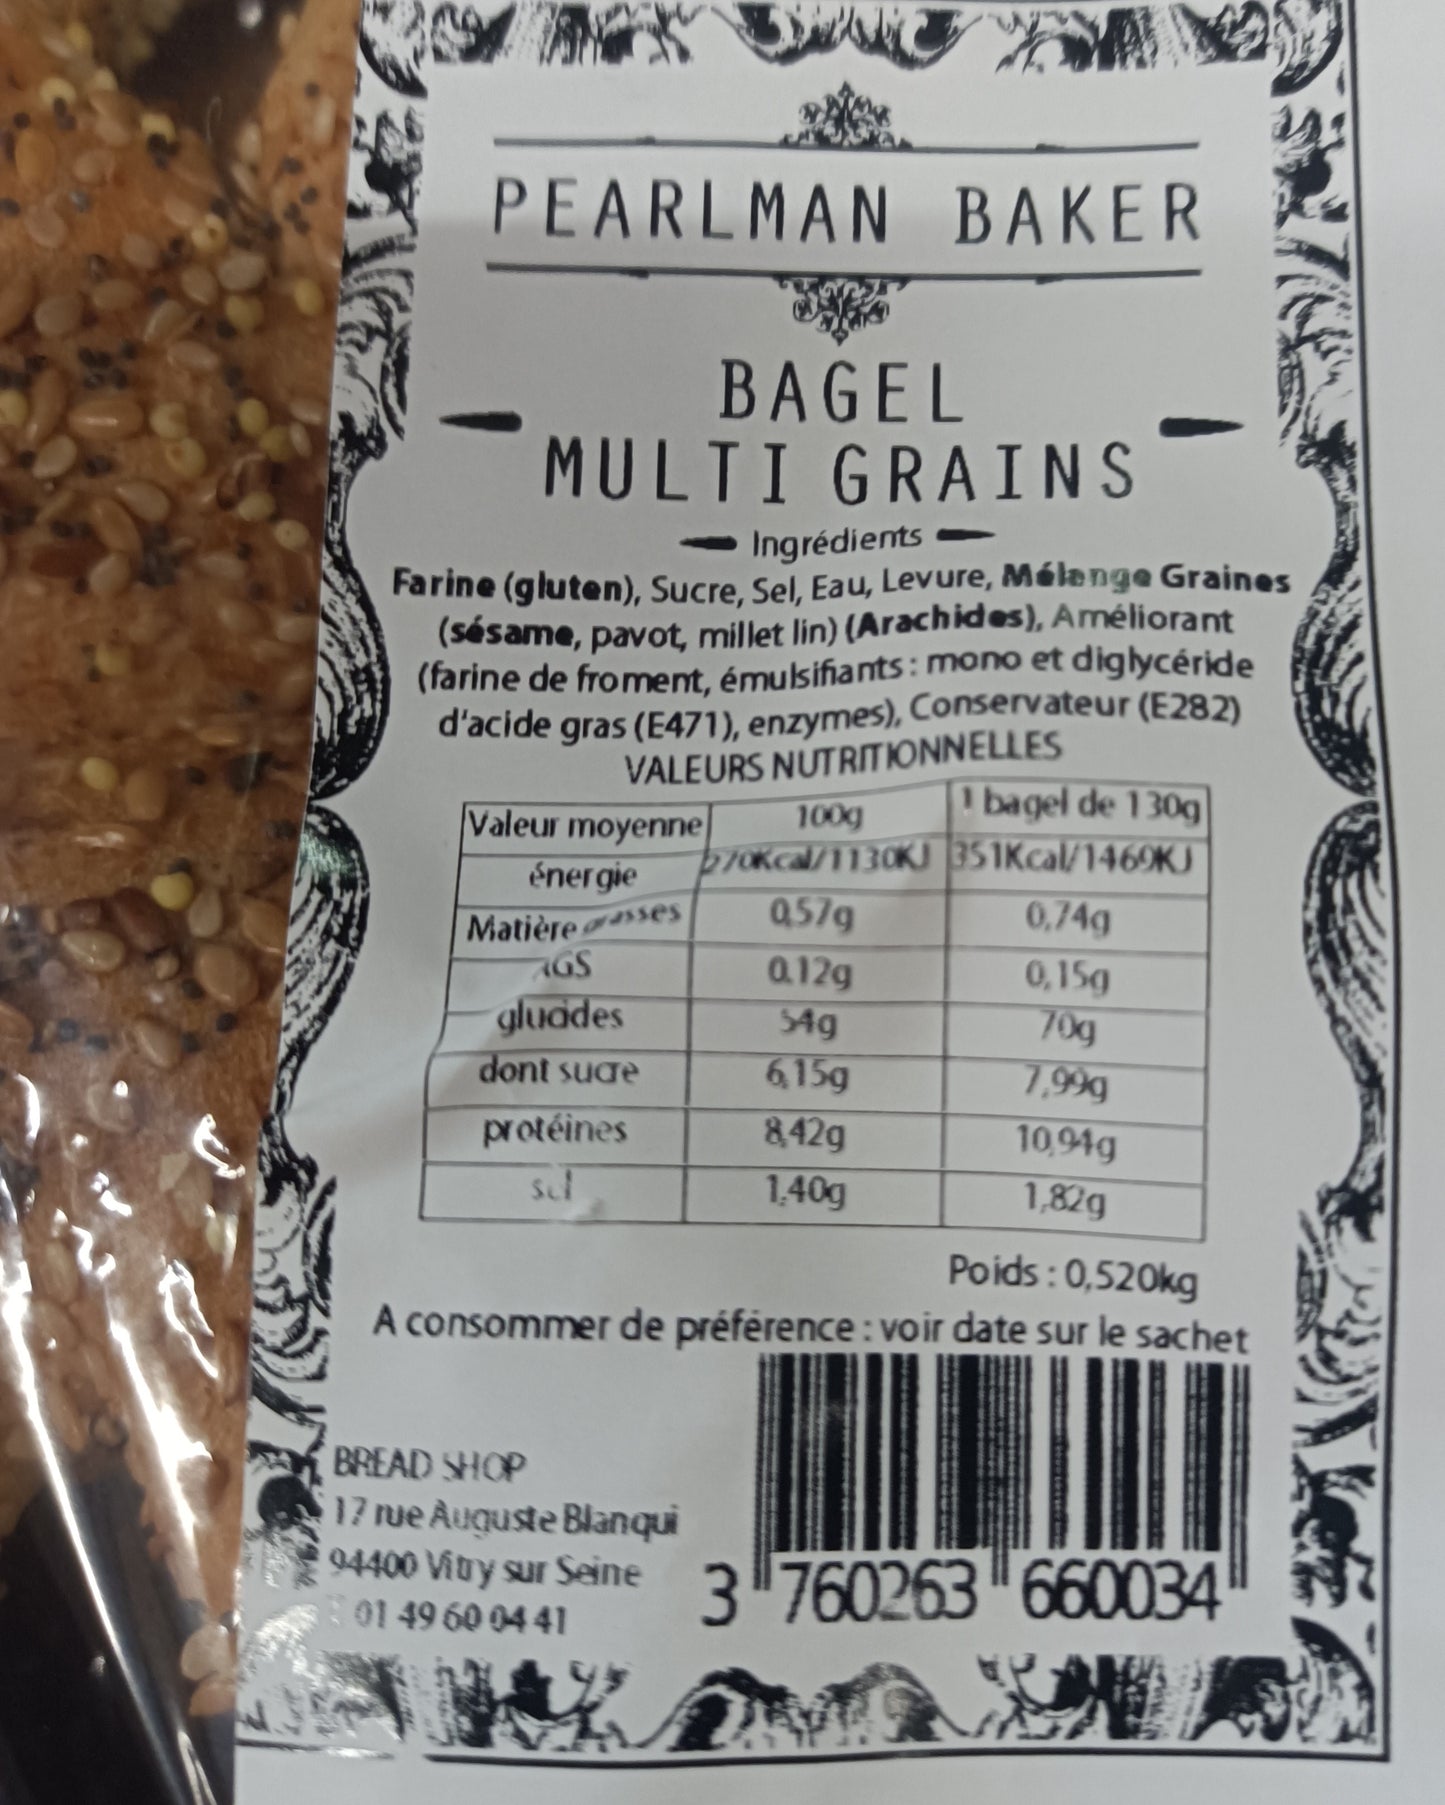 PEARLMAN BAKER
BAGEL
MULTI GRAINS
Ingrédients
Farine (gluten), Sucre, Sel, Eau, Levure, Mélange Graines
(sésame, pavot, millet lin) (Arachides), Améliorant
(farine de froment, émulsifiants : mono et diglycéride
d'acide gras (E471), enzymes), Conservateur (E282)
VALEURS NUTRITIONNELLES
Valeur moyenne 100g 1 bagel de 130g
énergie 270Kcal/1130KJ 351Kcal/1469KJ
Matière grasses 0,57g 0,74g
AGS 0.12g 0,15g
glucides 54g 70g
dont sucre 6,15g 7,99g
protéines 8,42g 10,94g
sel 1,40g 1,82g
Poids : 0,520kg
A consommer de préférence : voir date sur le sachet
BREAD SHOP
17 rue Auguste Blanqui
94400 Vitry sur Seine
01 49 60 04 41
3 760263 660034